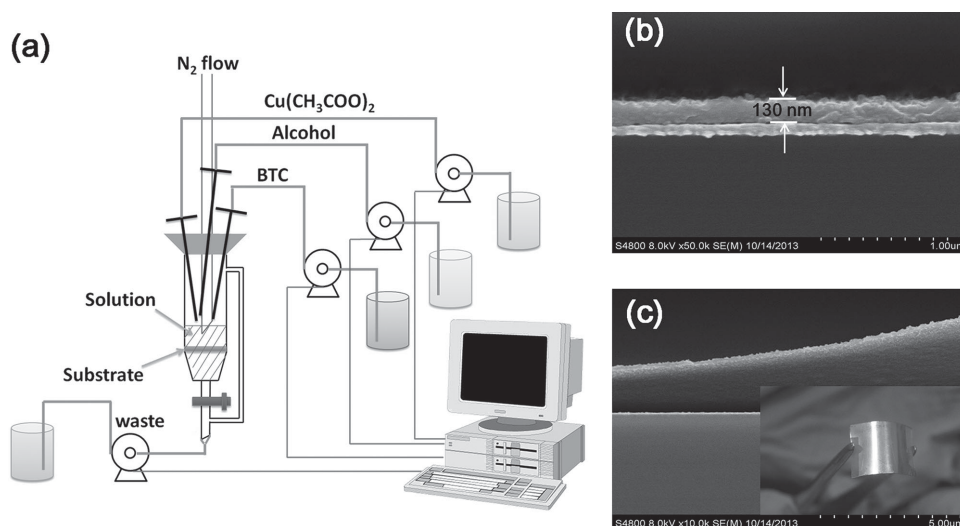 (a)
N₂ flow
Cu(CH₃COO)₂
Alcohol
BTC
Solution
Substrate
waste
(b)
130 nm
S4800 8.0kV x50.0k SE(M) 10/14/2013
1.00um
(c)
S4800 8.0kV x10.0k SE(M) 10/14/2013
5.00um